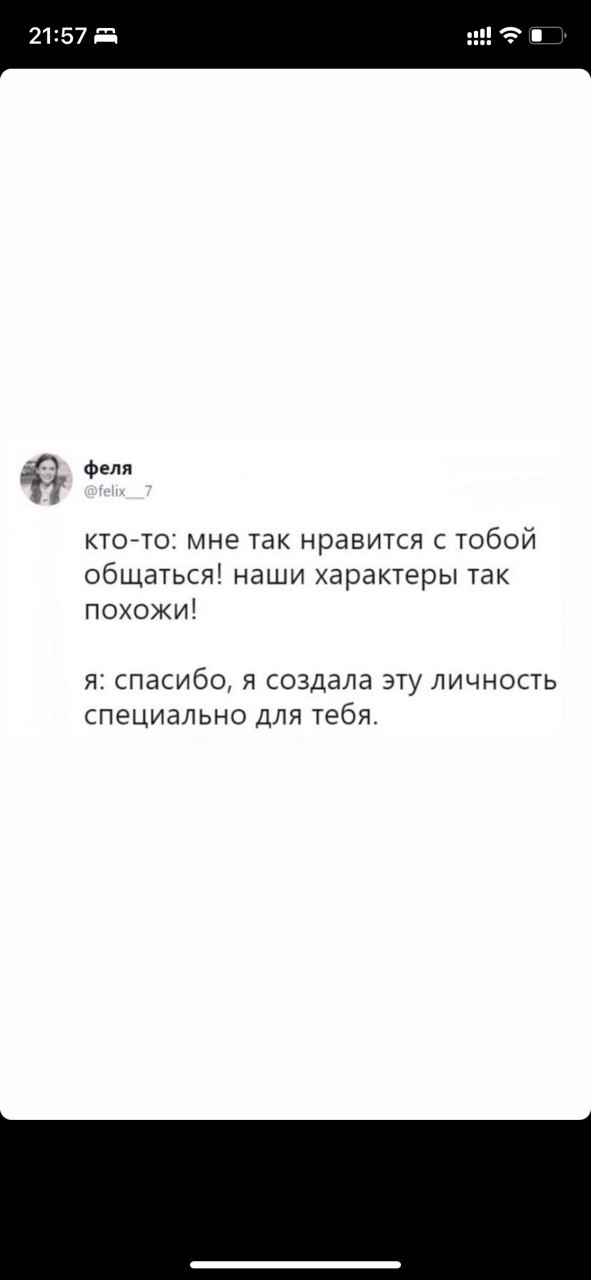 21:57
феля
@felix__7
кто-то: мне так нравится с тобой
общаться! наши характеры так
похожи!
я: спасибо, я создала эту личность
специально для тебя.